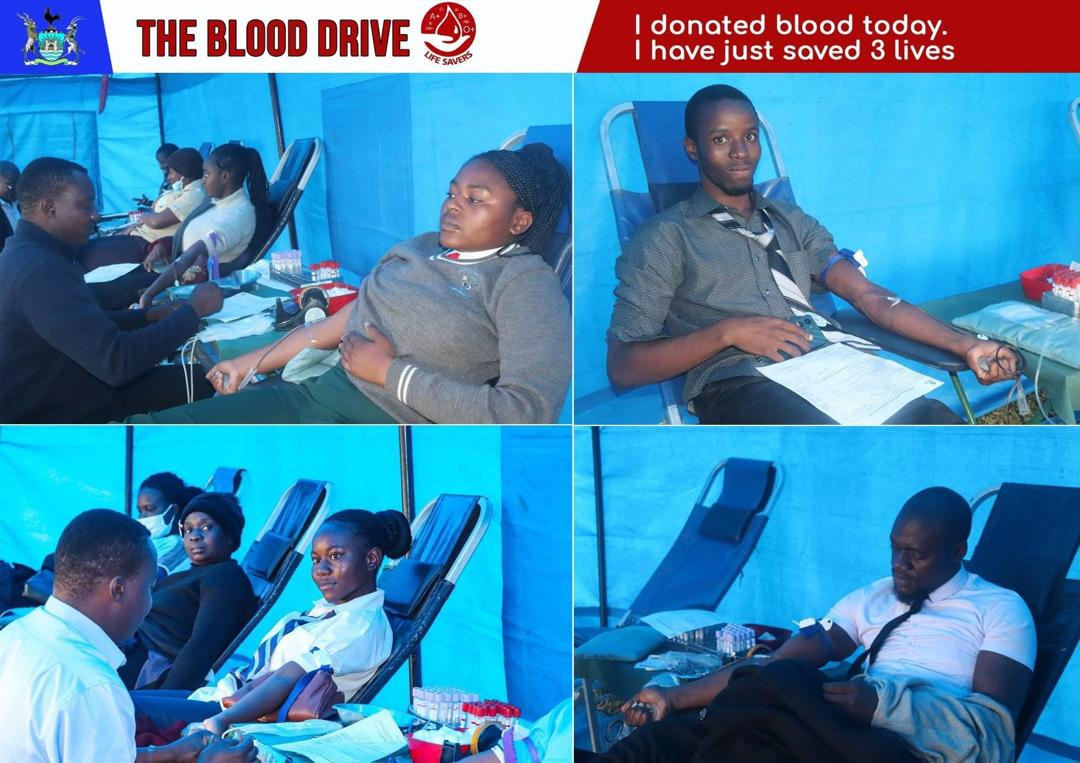 THE BLOOD DRIVE
A+ B+
O+
LIFE SAVERS
I donated blood today.
I have just saved 3 lives